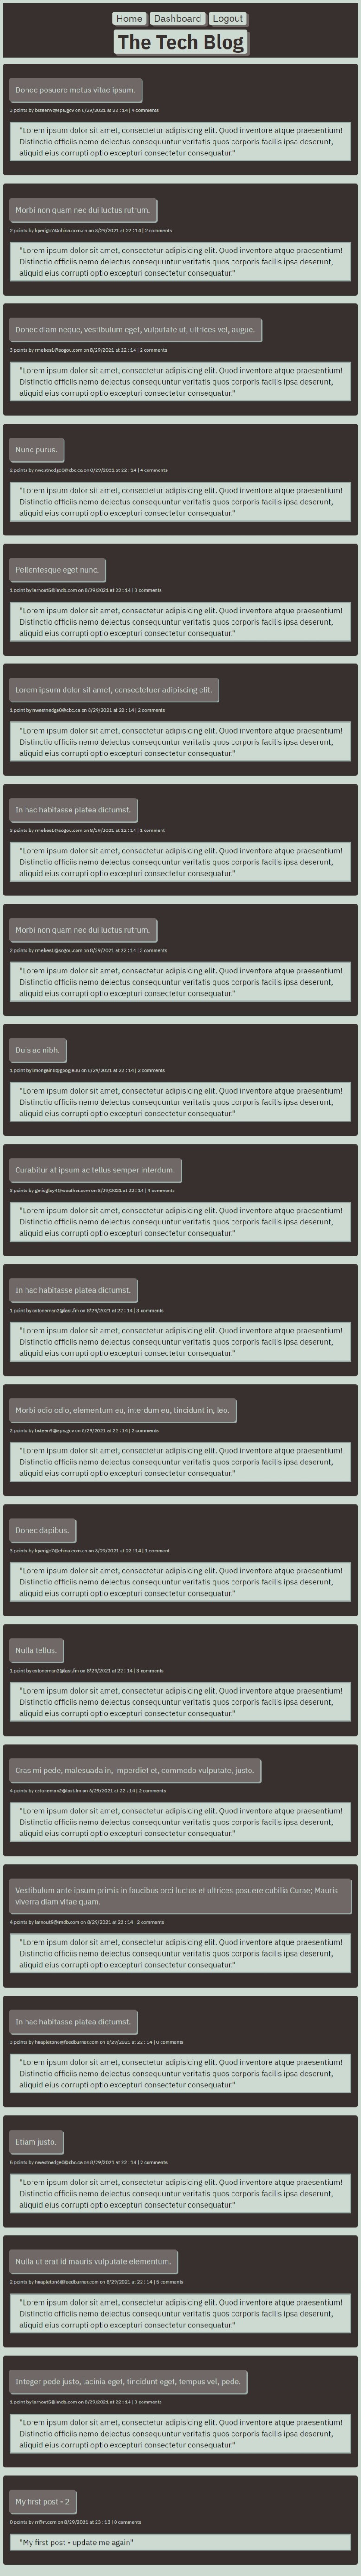 Home Dashboard Logout
The Tech Blog
Donec posuere metus vitae ipsum.
3 points by bsteen9@epa.gov on 8/29/2021 at 22 : 14 | 4 comments
"Lorem ipsum dolor sit amet, consectetur adipisicing elit. Quod inventore atque praesentium!
Distinctio officiis nemo delectus consequuntur veritatis quos corporis facilis ipsa deserunt,
aliquid eius corrupti optio excepturi consectetur consequatur."
Morbi non quam nec dui luctus rutrum.
2 points by kperigo7@china.com.cn on 8/29/2021 at 22 : 14 | 3 comments
"Lorem ipsum dolor sit amet, consectetur adipisicing elit. Quod inventore atque praesentium!
Distinctio officiis nemo delectus consequuntur veritatis quos corporis facilis ipsa deserunt,
aliquid eius corrupti optio excepturi consectetur consequatur."
Donec diam neque, vestibulum eget, vulputate ut, ultrices vel, augue.
3 points by rmebes1@sogou.com on 8/29/2021 at 22 : 14 | 2 comments
"Lorem ipsum dolor sit amet, consectetur adipisicing elit. Quod inventore atque praesentium!
Distinctio officiis nemo delectus consequuntur veritatis quos corporis facilis ipsa deserunt,
aliquid eius corrupti optio excepturi consectetur consequatur."
Nunc purus.
2 points by nwestnedge0@cbc.ca on 8/29/2021 at 22 : 14 | 4 comments
"Lorem ipsum dolor sit amet, consectetur adipisicing elit. Quod inventore atque praesentium!
Distinctio officiis nemo delectus consequuntur veritatis quos corporis facilis ipsa deserunt,
aliquid eius corrupti optio excepturi consectetur consequatur."
Pellentesque eget nunc.
1 point by larnout5@imdb.com on 8/29/2021 at 22 : 14 | 3 comments
"Lorem ipsum dolor sit amet, consectetur adipisicing elit. Quod inventore atque praesentium!
Distinctio officiis nemo delectus consequuntur veritatis quos corporis facilis ipsa deserunt,
aliquid eius corrupti optio excepturi consectetur consequatur."
Lorem ipsum dolor sit amet, consectetuer adipiscing elit.
1 point by nwestnedge0@cbc.ca on 8/29/2021 at 22 : 14 | 2 comments
"Lorem ipsum dolor sit amet, consectetur adipisicing elit. Quod inventore atque praesentium!
Distinctio officiis nemo delectus consequuntur veritatis quos corporis facilis ipsa deserunt,
aliquid eius corrupti optio excepturi consectetur consequatur."
In hac habitasse platea dictumst.
3 points by rmebes1@sogou.com on 8/29/2021 at 22 : 14 | 1 comment
"Lorem ipsum dolor sit amet, consectetur adipisicing elit. Quod inventore atque praesentium!
Distinctio officiis nemo delectus consequuntur veritatis quos corporis facilis ipsa deserunt,
aliquid eius corrupti optio excepturi consectetur consequatur."
Morbi non quam nec dui luctus rutrum.
2 points by rmebes1@sogou.com on 8/29/2021 at 22 : 14 | 3 comments
"Lorem ipsum dolor sit amet, consectetur adipisicing elit. Quod inventore atque praesentium!
Distinctio officiis nemo delectus consequuntur veritatis quos corporis facilis ipsa deserunt,
aliquid eius corrupti optio excepturi consectetur consequatur."
Duis ac nibh.
1 point by lmongain8@google.ru on 8/29/2021 at 22 : 14 | 2 comments
"Lorem ipsum dolor sit amet, consectetur adipisicing elit. Quod inventore atque praesentium!
Distinctio officiis nemo delectus consequuntur veritatis quos corporis facilis ipsa deserunt,
aliquid eius corrupti optio excepturi consectetur consequatur."
Curabitur at ipsum ac tellus semper interdum.
3 points by gmidgley4@weather.com on 8/29/2021 at 22 : 14 | 4 comments
"Lorem ipsum dolor sit amet, consectetur adipisicing elit. Quod inventore atque praesentium!
Distinctio officiis nemo delectus consequuntur veritatis quos corporis facilis ipsa deserunt,
aliquid eius corrupti optio excepturi consectetur consequatur."
In hac habitasse platea dictumst.
1 point by cstoneman2@last.fm on 8/29/2021 at 22 : 14 | 3 comments
"Lorem ipsum dolor sit amet, consectetur adipisicing elit. Quod inventore atque praesentium!
Distinctio officiis nemo delectus consequuntur veritatis quos corporis facilis ipsa deserunt,
aliquid eius corrupti optio excepturi consectetur consequatur."
Morbi odio odio, elementum eu, interdum eu, tincidunt in, leo.
2 points by bsteen9@epa.gov on 8/29/2021 at 22 : 14 | 2 comments
"Lorem ipsum dolor sit amet, consectetur adipisicing elit. Quod inventore atque praesentium!
Distinctio officiis nemo delectus consequuntur veritatis quos corporis facilis ipsa deserunt,
aliquid eius corrupti optio excepturi consectetur consequatur."
Donec dapibus.
3 points by kperigo7@china.com.cn on 8/29/2021 at 22 : 14 | 1 comment
"Lorem ipsum dolor sit amet, consectetur adipisicing elit. Quod inventore atque praesentium!
Distinctio officiis nemo delectus consequuntur veritatis quos corporis facilis ipsa deserunt,
aliquid eius corrupti optio excepturi consectetur consequatur."
Nulla tellus.
1 point by cstoneman2@last.fm on 8/29/2021 at 22 : 14 | 3 comments
"Lorem ipsum dolor sit amet, consectetur adipisicing elit. Quod inventore atque praesentium!
Distinctio officiis nemo delectus consequuntur veritatis quos corporis facilis ipsa deserunt,
aliquid eius corrupti optio excepturi consectetur consequatur."
Cras mi pede, malesuada in, imperdiet et, commodo vulputate, justo.
4 points by cstoneman2@last.fm on 8/29/2021 at 22 : 14 | 2 comments
"Lorem ipsum dolor sit amet, consectetur adipisicing elit. Quod inventore atque praesentium!
Distinctio officiis nemo delectus consequuntur veritatis quos corporis facilis ipsa deserunt,
aliquid eius corrupti optio excepturi consectetur consequatur."
Vestibulum ante ipsum primis in faucibus orci luctus et ultrices posuere cubilia Curae; Mauris
viverra diam vitae quam.
4 points by larnout5@imdb.com on 8/29/2021 at 22 : 14 | 2 comments
"Lorem ipsum dolor sit amet, consectetur adipisicing elit. Quod inventore atque praesentium!
Distinctio officiis nemo delectus consequuntur veritatis quos corporis facilis ipsa deserunt,
aliquid eius corrupti optio excepturi consectetur consequatur."
In hac habitasse platea dictumst.
3 points by hnapleton6@feedburner.com on 8/29/2021 at 22 : 14 | 0 comments
"Lorem ipsum dolor sit amet, consectetur adipisicing elit. Quod inventore atque praesentium!
Distinctio officiis nemo delectus consequuntur veritatis quos corporis facilis ipsa deserunt,
aliquid eius corrupti optio excepturi consectetur consequatur."
Etiam justo.
5 points by nwestnedge0@cbc.ca on 8/29/2021 at 22 : 14 | 2 comments
"Lorem ipsum dolor sit amet, consectetur adipisicing elit. Quod inventore atque praesentium!
Distinctio officiis nemo delectus consequuntur veritatis quos corporis facilis ipsa deserunt,
aliquid eius corrupti optio excepturi consectetur consequatur."
Nulla ut erat id mauris vulputate elementum.
2 points by hnapleton6@feedburner.com on 8/29/2021 at 22 : 14 | 5 comments
"Lorem ipsum dolor sit amet, consectetur adipisicing elit. Quod inventore atque praesentium!
Distinctio officiis nemo delectus consequuntur veritatis quos corporis facilis ipsa deserunt,
aliquid eius corrupti optio excepturi consectetur consequatur."
Integer pede justo, lacinia eget, tincidunt eget, tempus vel, pede.
1 point by larnout5@imdb.com on 8/29/2021 at 22 : 14 | 3 comments
"Lorem ipsum dolor sit amet, consectetur adipisicing elit. Quod inventore atque praesentium!
Distinctio officiis nemo delectus consequuntur veritatis quos corporis facilis ipsa deserunt,
aliquid eius corrupti optio excepturi consectetur consequatur."
My first post - 2
0 points by on 8/29/2021 at 23 : 13 | 0 comments
"My first post - update me again"